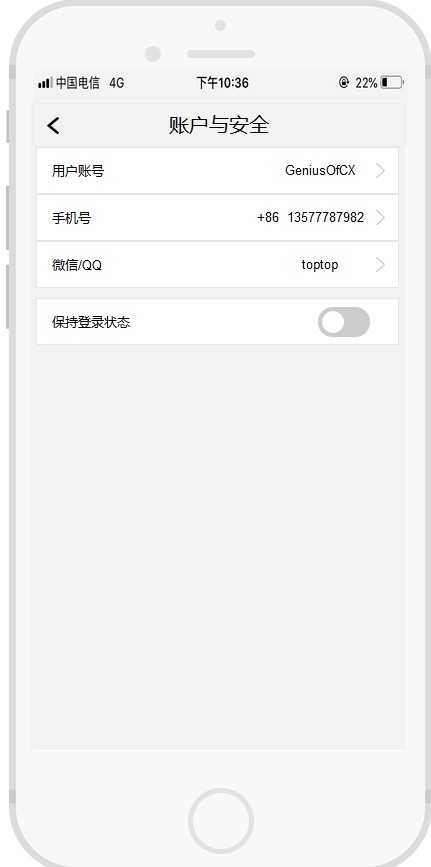 中国电信 4G 下午10:36 22%
账户与安全
用户账号 GeniusOfCX
手机号 +86 13577787982
微信/QQ toptop
保持登录状态